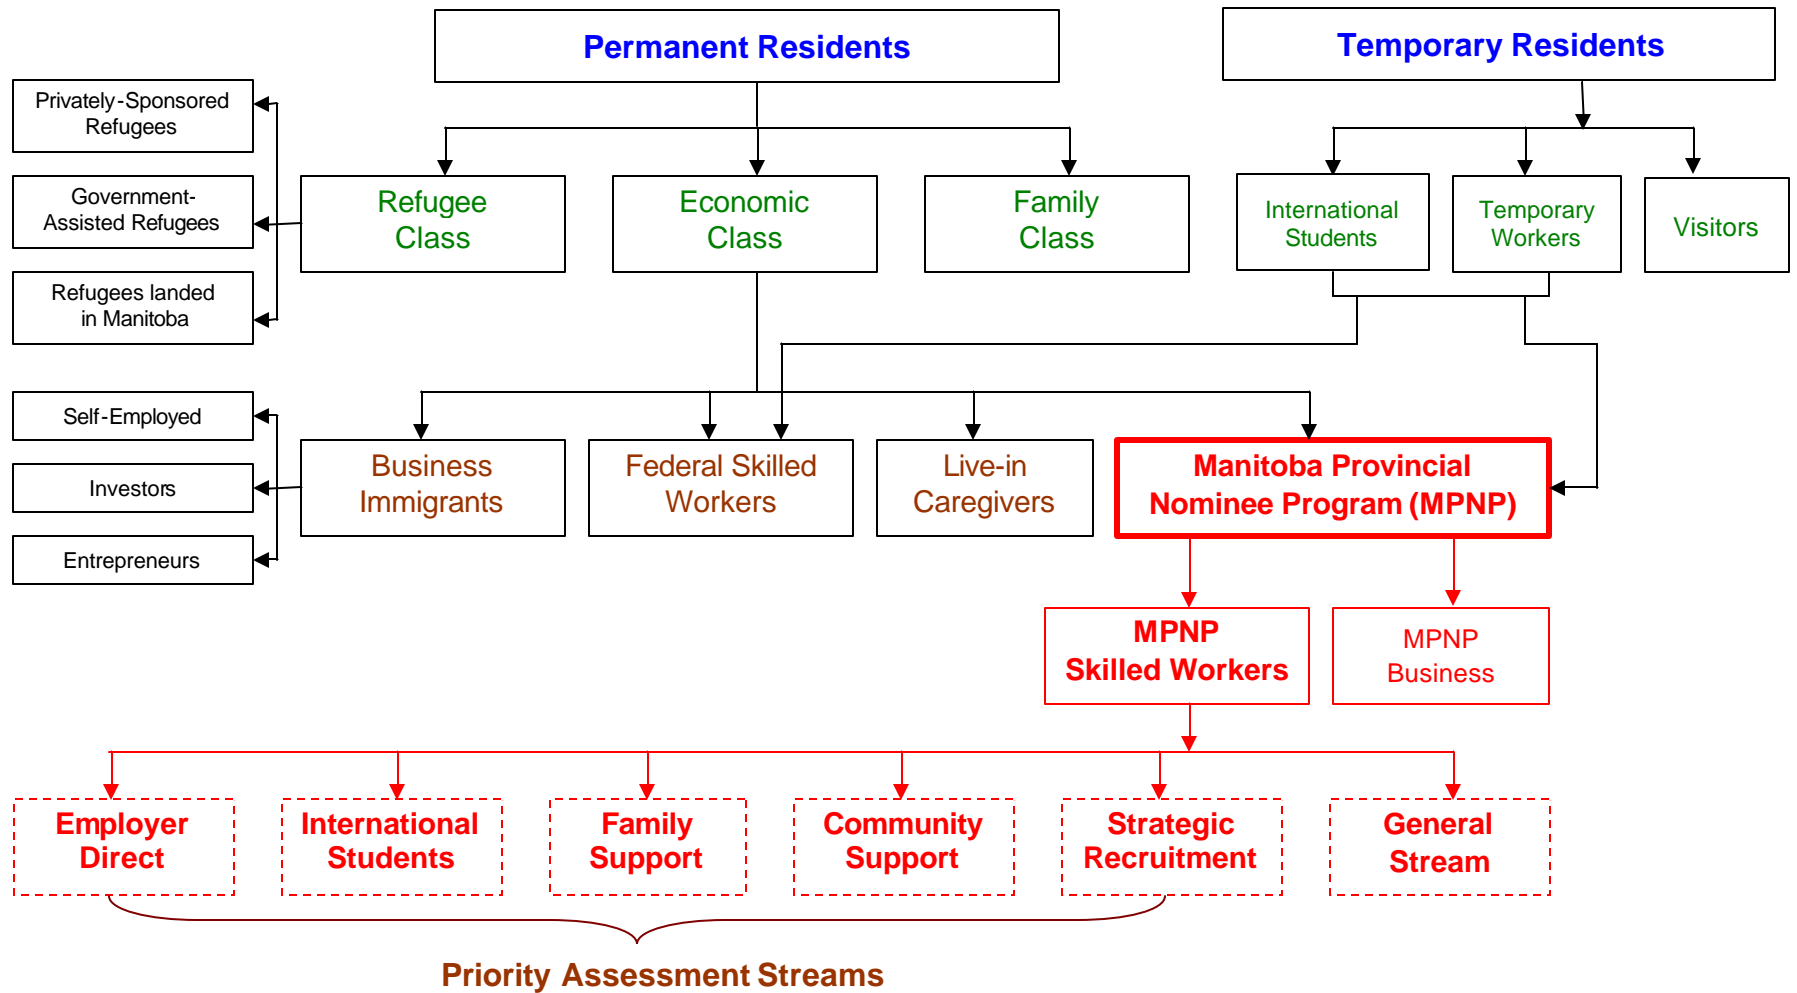 Permanent Residents
Temporary Residents
Privately-Sponsored
Refugees
Government-
Assisted Refugees
Refugees landed
in Manitoba
Refugee
Class
Economic
Class
Family
Class
International
Students
Temporary
Workers
Visitors
Self-Employed
Investors
Entrepreneurs
Business
Immigrants
Federal Skilled
Workers
Live-in
Caregivers
Manitoba Provincial
Nominee Program (MPNP)
MPNP
Skilled Workers
MPNP
Business
Employer
Direct
International
Students
Family
Support
Community
Support
Strategic
Recruitment
General
Stream
Priority Assessment Streams